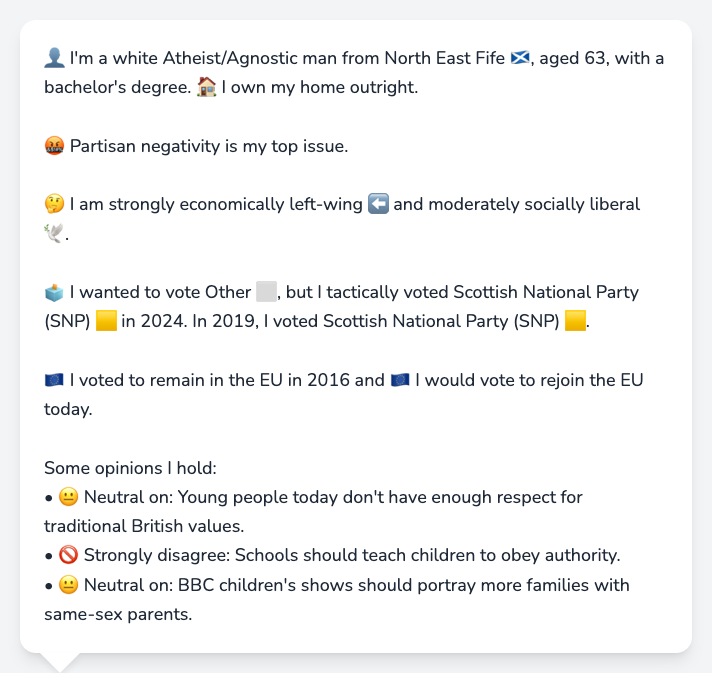 👤 I'm a white Atheist/Agnostic man from North East Fife 🏴󠁧󠁢󠁳󠁣󠁴󠁿, aged 63, with a
bachelor's degree. 🏠 I own my home outright.
🤬 Partisan negativity is my top issue.
🤔 I am strongly economically left-wing ⬅️ and moderately socially liberal
🕊️.
🗳️ I wanted to vote Other ⬜, but I tactically voted Scottish National Party
(SNP) 🟨 in 2024. In 2019, I voted Scottish National Party (SNP) 🟨.
🇪🇺 I voted to remain in the EU in 2016 and 🇪🇺 I would vote to rejoin the EU
today.
Some opinions I hold:
• 😐 Neutral on: Young people today don't have enough respect for
traditional British values.
• 🚫 Strongly disagree: Schools should teach children to obey authority.
• 😐 Neutral on: BBC children's shows should portray more families with
same-sex parents.